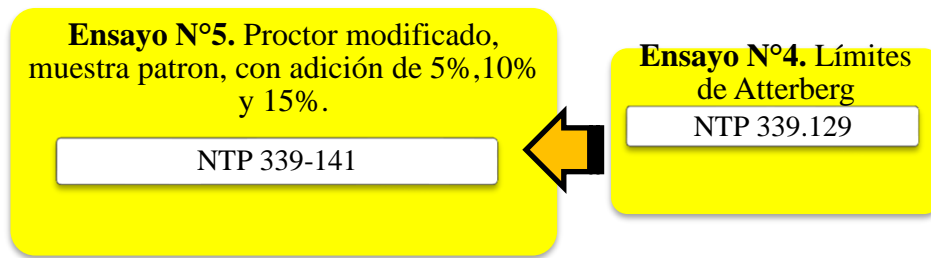 Ensayo N°5. Proctor modificado,
muestra patron, con adición de 5%,10%
y 15%.
NTP 339-141
Ensayo N°4. Límites
de Atterberg
NTP 339.129